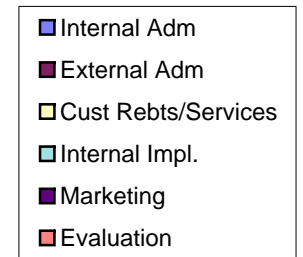 Internal Adm
External Adm
Cust Rebts/Services
Internal Impl.
Marketing
Evaluation